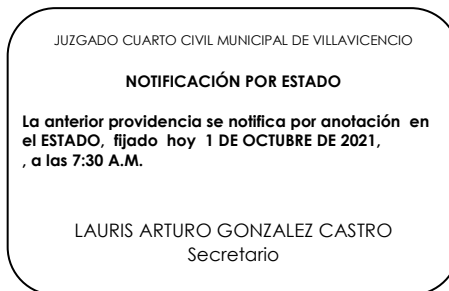 JUZGADO CUARTO CIVIL MUNICIPAL DE VILLAVICENCIO
NOTIFICACIÓN POR ESTADO
La anterior providencia se notifica por anotación en
el ESTADO, fijado hoy 1 DE OCTUBRE DE 2021,
, a las 7:30 A.M.
LAURIS ARTURO GONZALEZ CASTRO
Secretario